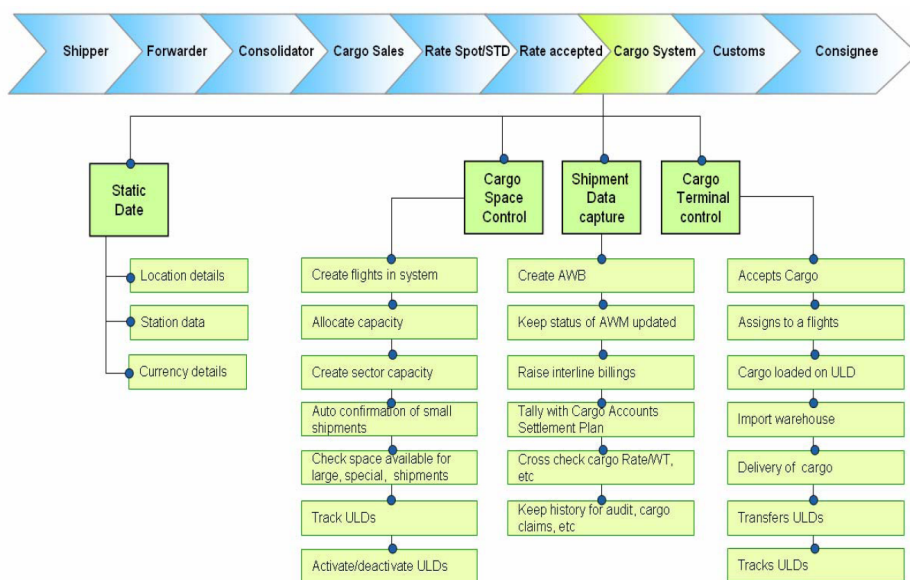 Shipper
Forwarder
Consolidator
Cargo Sales
Rate Spot/STD
Rate accepted
Cargo System
Customs
Consignee
Static
Date
Cargo
Space
Control
Shipment
Data
capture
Cargo
Terminal
control
Location details
Station data
Currency details
Create flights in system
Allocate capacity
Create sector capacity
Auto confirmation of small
shipments
Check space available for
large, special, shipments
Track ULDs
Activate/deactivate ULDs
Create AWB
Keep status of AWM updated
Raise interline billings
Tally with Cargo Accounts
Settlement Plan
Cross check cargo Rate/WT,
etc
Keep history for audit, cargo
claims, etc
Accepts Cargo
Assigns to a flights
Cargo loaded on ULD
Import warehouse
Delivery of cargo
Transfers ULDs
Tracks ULDs